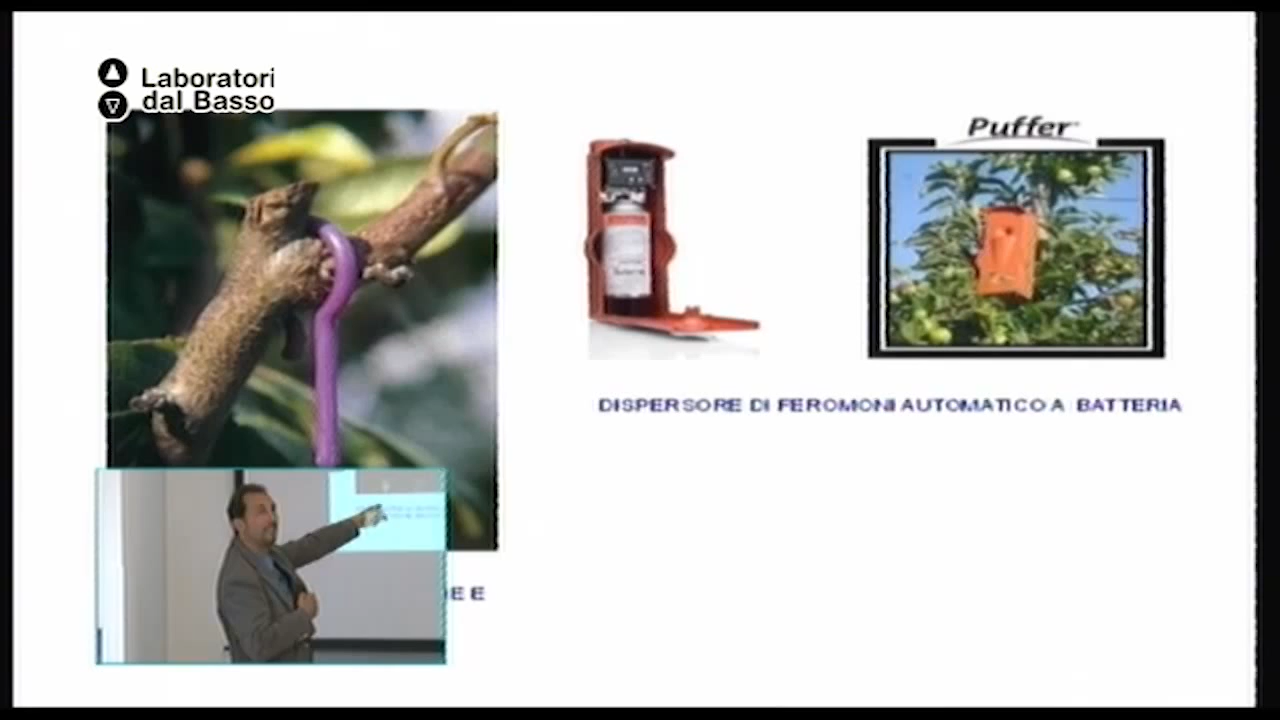 Laboratori
dal Basso
Puffer
DISPERSORE DI FEROMONI AUTOMATICO A BATTERIA
E E